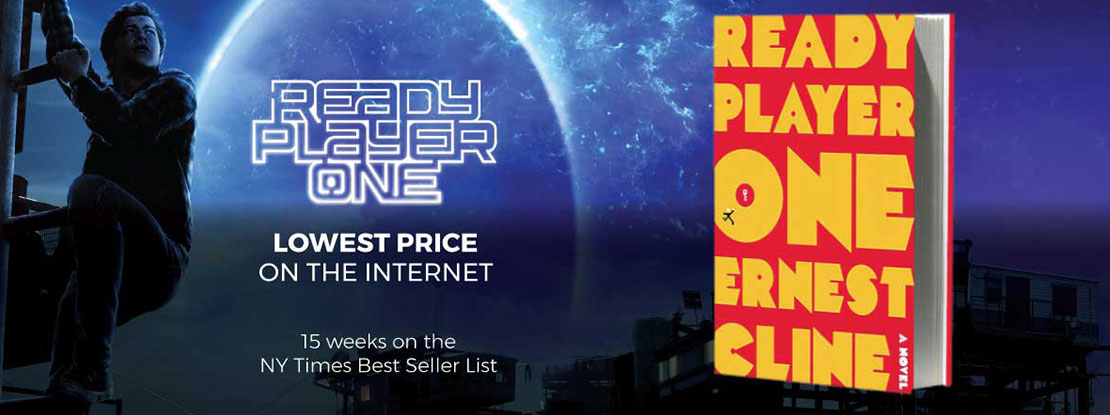 READY
PLAYER
ONE
LOWEST PRICE
ON THE INTERNET
15 weeks on the
NY Times Best Seller List
READY
PLAYER
ONE
ERNEST
CLINE
A NOVEL